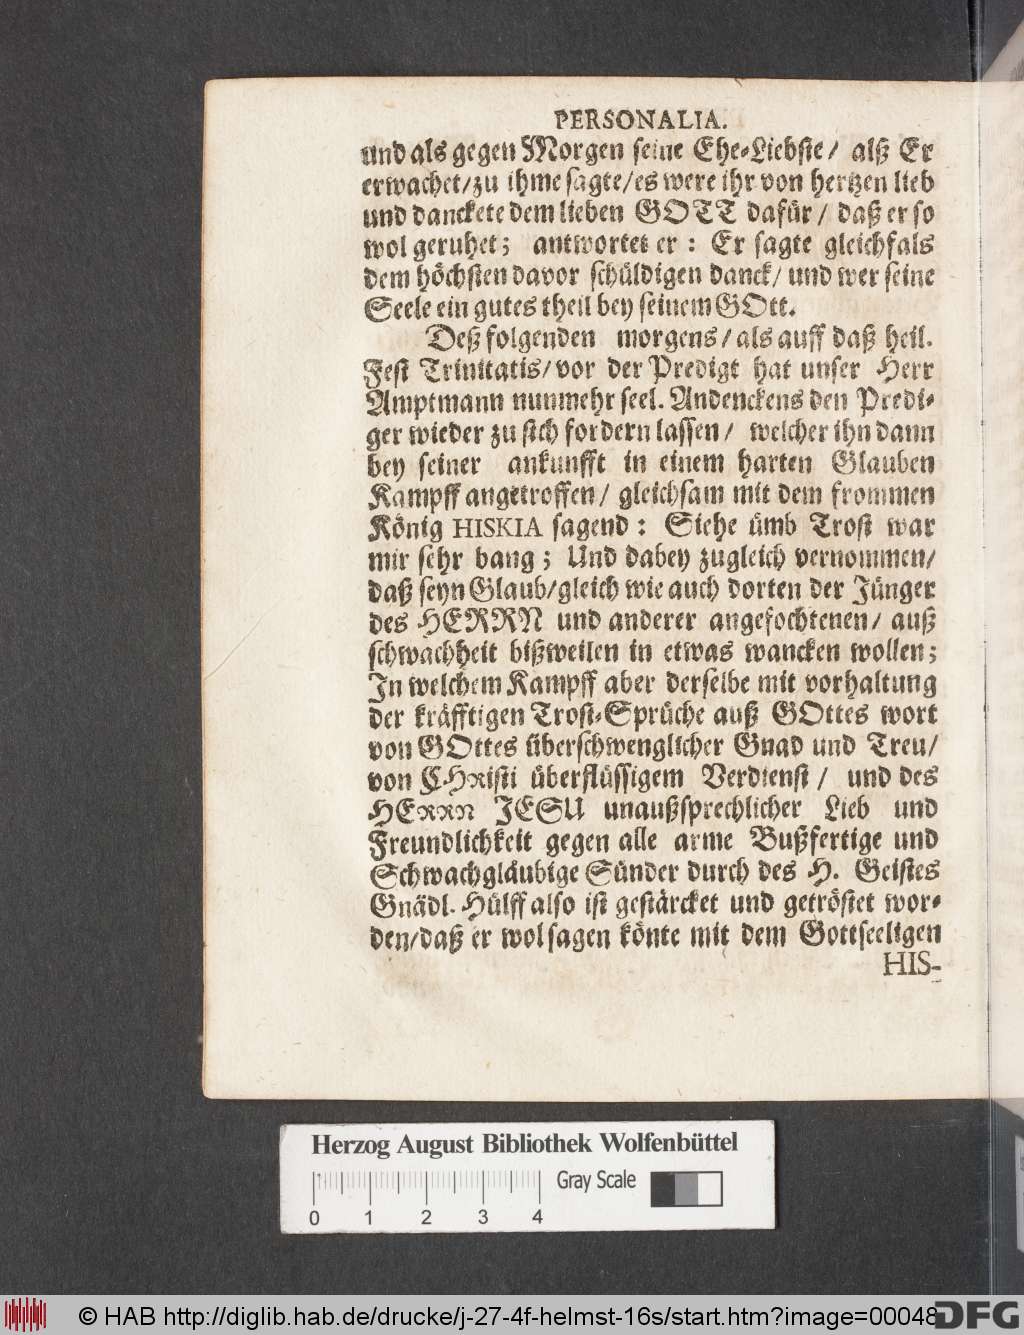 PERSONALIA.
und als gegen Morgen seine Ehe-Liebste/ alß Er
erwachet/zu ihme sagte/es were ihr von hertzen lieb
und danckete dem lieben GOTT dafür/ daß er so
wol geruhet; antwortet er: Er sagte gleichfals
dem höchsten davor schüldigen danck/ und wer seine
Seele ein gutes theil bey seinem GOtt.
Deß folgenden morgens/als auff daß heil.
Fest Trinitatis/vor der Predigt hat unser Herr
Amptmann nunmehr seel. Andenckens den Predi-
ger wieder zu sich fordern lassen/ welcher ihn dann
bey seiner ankunfft in einem harten Glauben
Kampff angetroffen/ gleichsam mit dem frommen
König HISKIA sagend: Siehe ümb Trost war
mir sehr bang; Und dabey zugleich vernommen/
daß seyn Glaub/gleich wie auch dorten der Jünger
des HERRN und anderer angefochtenen/ auß
schwachheit bißweilen in etwas wancken wollen;
In welchem Kampff aber derselbe mit vorhaltung
der kräfftigen Trost-Sprüche auß GOttes wort
von GOttes überschwenglicher Gnad und Treu/
von CHristi überflüssigem Verdienst/ und des
HERRN JESU unaußsprechlicher Lieb und
Freundlichkeit gegen alle arme Bußfertige und
Schwachgläubige Sünder durch des H. Geistes
Gnädl. Hülff also ist gestärcket und getröstet wor-
den/daß er wol sagen könte mit dem Gottseeligen
HIS-
Herzog August Bibliothek Wolfenbüttel
0 1 2 3 4 Gray Scale
© HAB http://diglib.hab.de/drucke/j-27-4f-helmst-16s/start.htm?image=00048
DFG